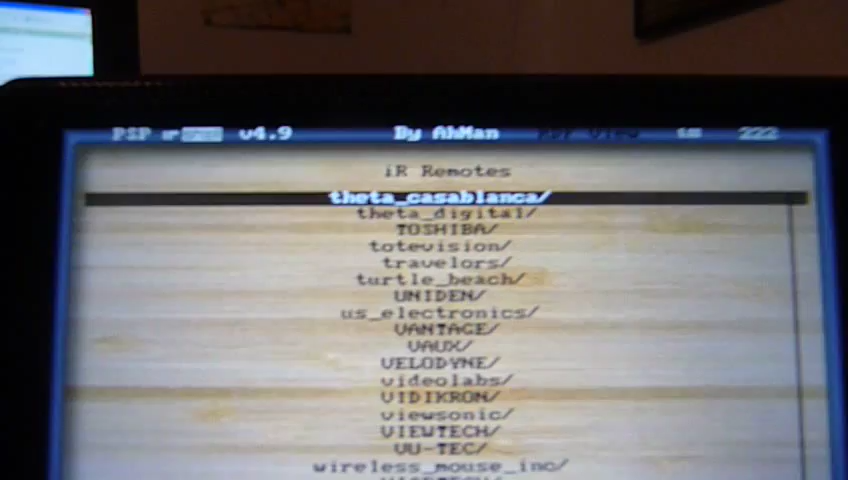 PSP v4.9 By AhMan 222
iR Remotes
theta_casablanca/
theta_digital/
TOSHIBA/
totevision/
travelors/
turtle_beach/
UNIDEN/
us_electronics/
VANTAGE/
VAUX/
VELODYNE/
videolabs/
VIDIKRON/
viewsonic/
VIEWTECH/
VU-TEC/
wireless_mouse_inc/